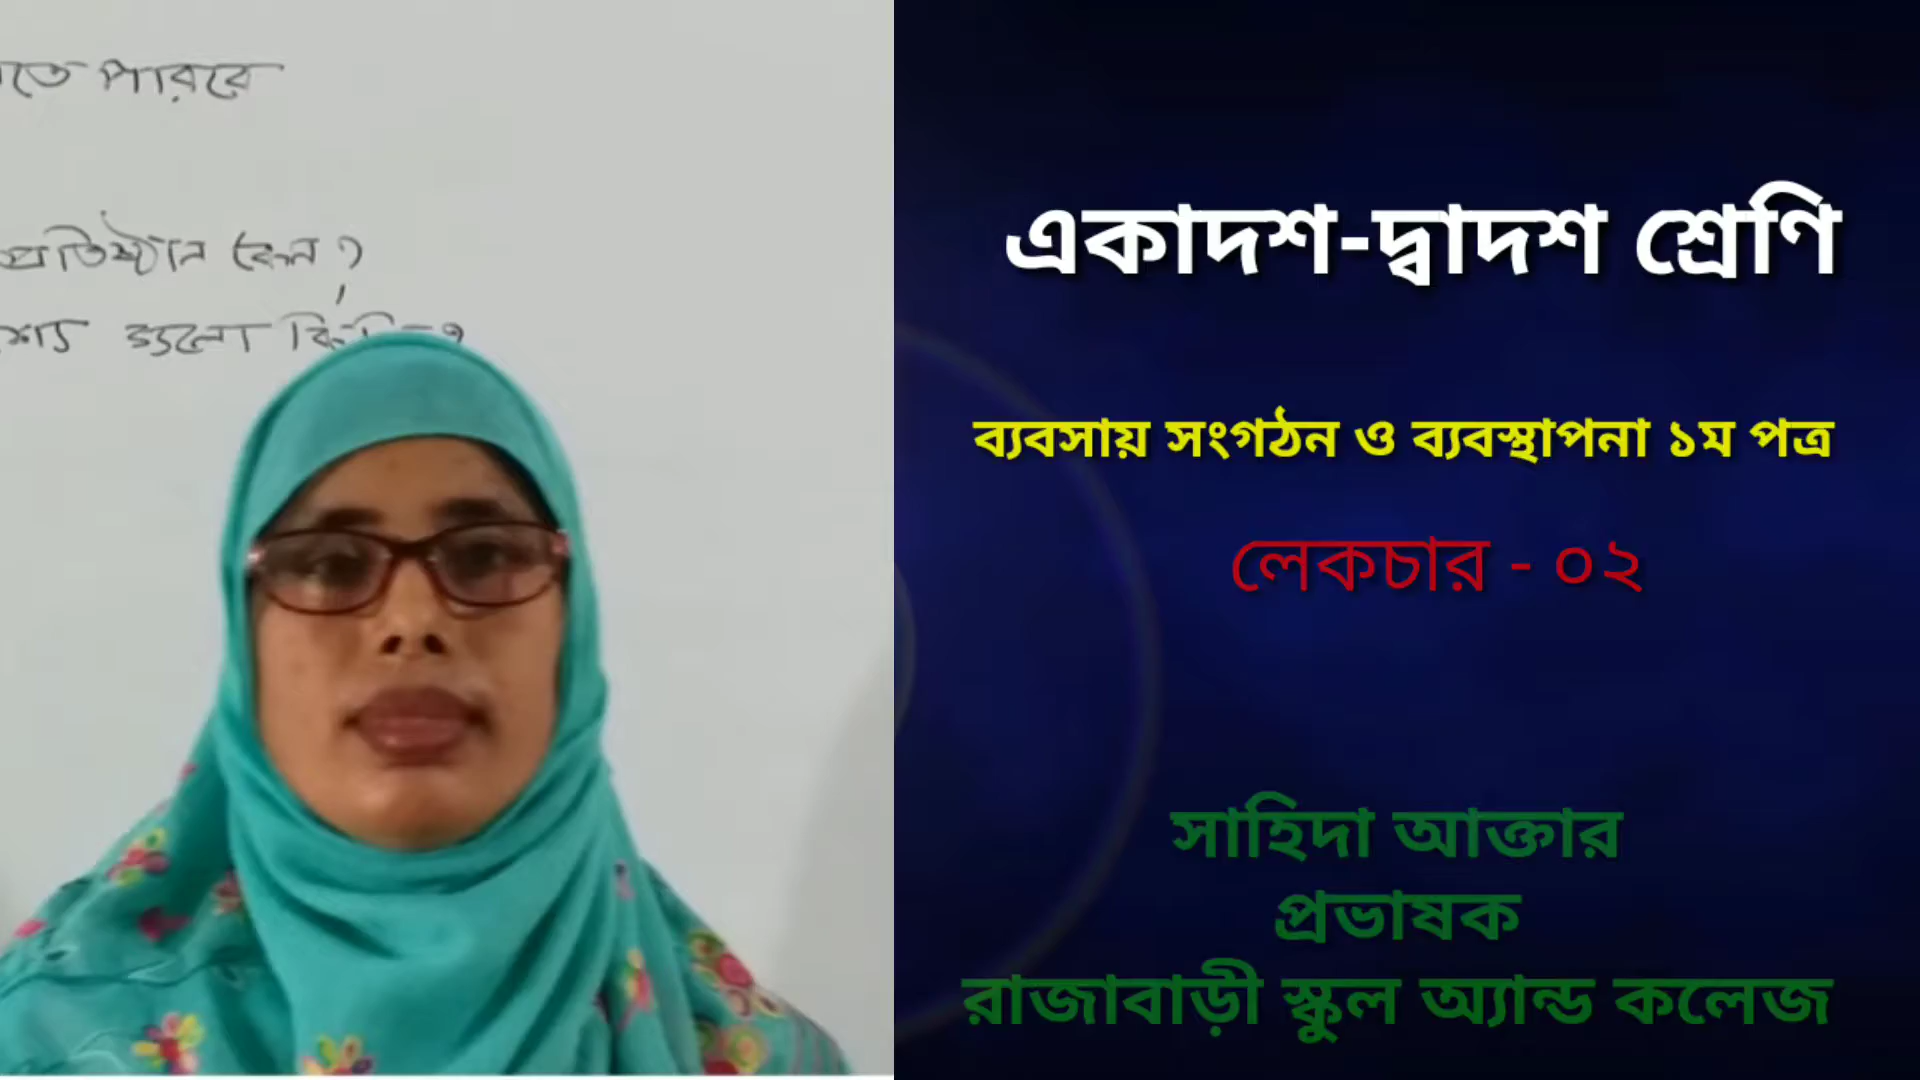 তে পারবে
প্রতিষ্ঠান কেন?
গুলো কি
একাদশ-দ্বাদশ শ্রেণি
ব্যবসায় সংগঠন ও ব্যবস্থাপনা ১ম পত্র
লেকচার - ০২
সাহিদা আক্তার
প্রভাষক
রাজাবাড়ী স্কুল অ্যান্ড কলেজ